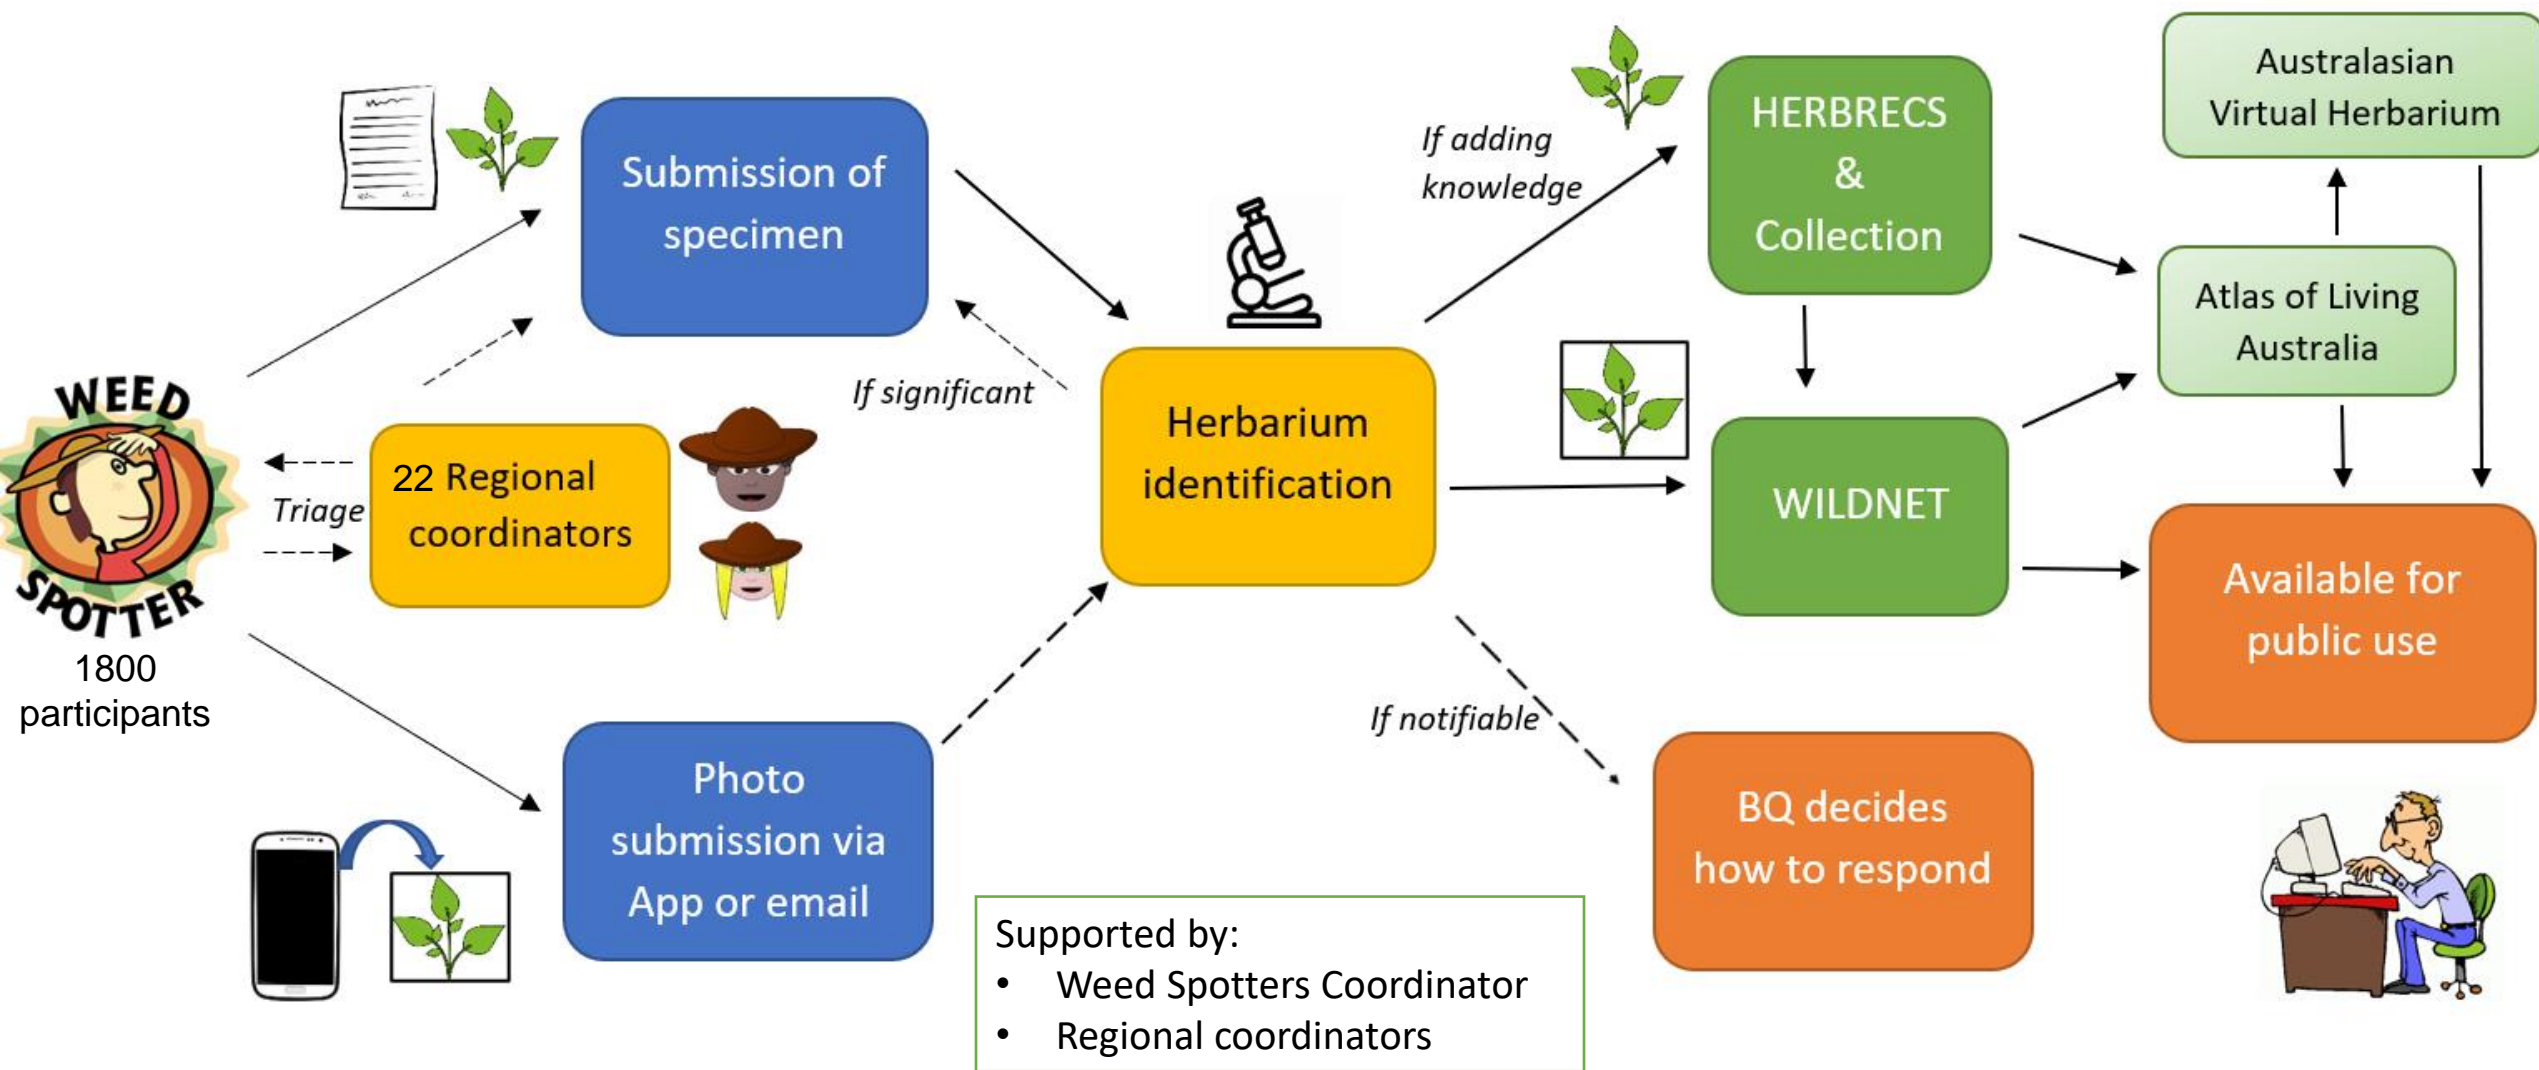 WEED
SPOTTER
1800
participants
Submission of
specimen
Triage
22 Regional
coordinators
Photo
submission via
App or email
If significant
Herbarium
identification
If adding
knowledge
If notifiable
HERBRECS
&
Collection
WILDNET
BQ decides
how to respond
Australasian
Virtual Herbarium
Atlas of Living
Australia
Available for
public use
Supported by:
• Weed Spotters Coordinator
• Regional coordinators